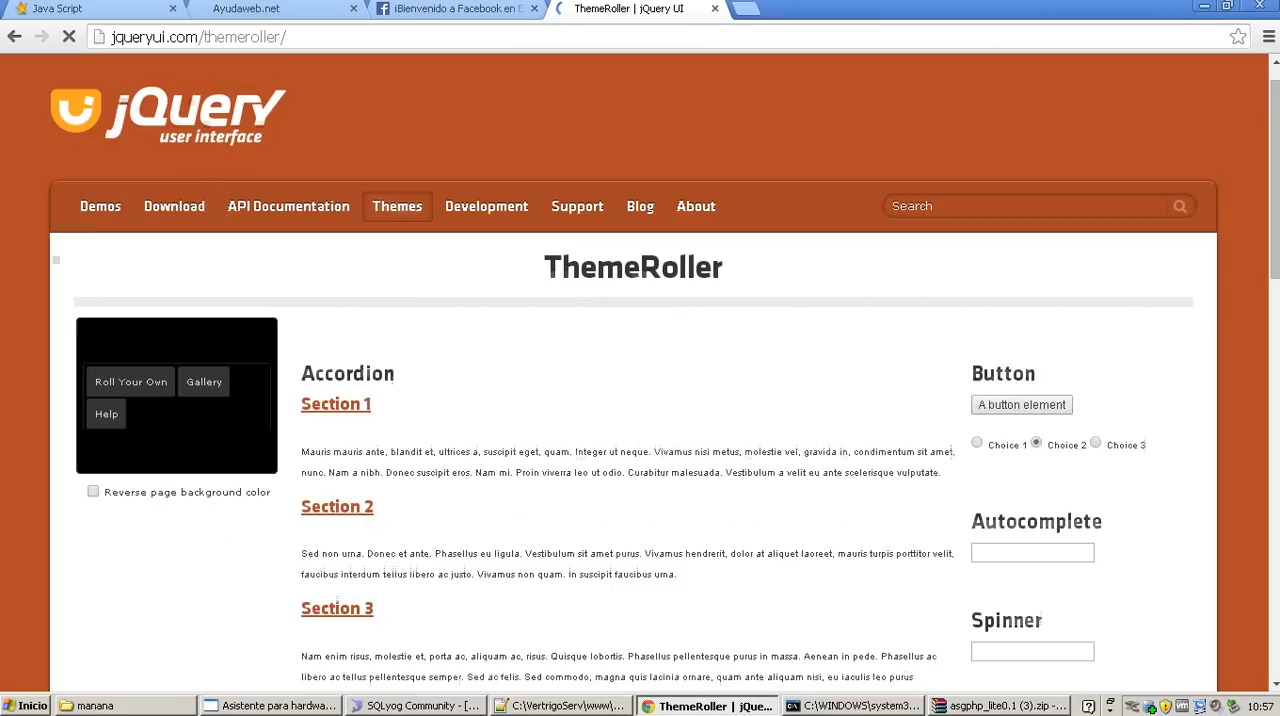 Java Script
Ayudaweb.net
¡Bienvenido a Facebook en E
ThemeRoller | jQuery UI
jqueryui.com/themeroller/
jQuery
user interface
Demos
Download
API Documentation
Themes
Development
Support
Blog
About
Search
ThemeRoller
Roll Your Own
Gallery
Help
Reverse page background color
Accordion
Section 1
Mauris mauris ante, blandit et, ultrices a, suscipit eget, quam. Integer ut neque. Vivamus nisi metus, molestie vel, gravida in, condimentum sit amet,
nunc. Nam a nibh. Donec suscipit eros. Nam mi. Proin viverra leo ut odio. Curabitur malesuada. Vestibulum a velit eu ante scelerisque vulputate.
Section 2
Sed non urna. Donec et ante. Phasellus eu ligula. Vestibulum sit amet purus. Vivamus hendrerit, dolor at aliquet laoreet, mauris turpis porttitor velit,
faucibus interdum tellus libero ac justo. Vivamus non quam. In suscipit faucibus urna.
Section 3
Nam enim risus, molestie et, porta ac, aliquam ac, risus. Quisque lobortis. Phasellus pellentesque purus in massa. Aenean in pede. Phasellus ac
libero ac tellus pellentesque semper. Sed ac felis. Sed commodo, magna quis lacinia ornare, quam ante aliquam nisi, eu iaculis leo purus
Button
A button element
Choice 1
Choice 2
Choice 3
Autocomplete
Spinner
Inicio
manana
Asistente para hardwa...
SQLyog Community - [...
C:\VertrigoServ\www\...
ThemeRoller | jQue...
C:\WINDOWS\system3...
asgphp_lite0.1 (3).zip -...
10:57